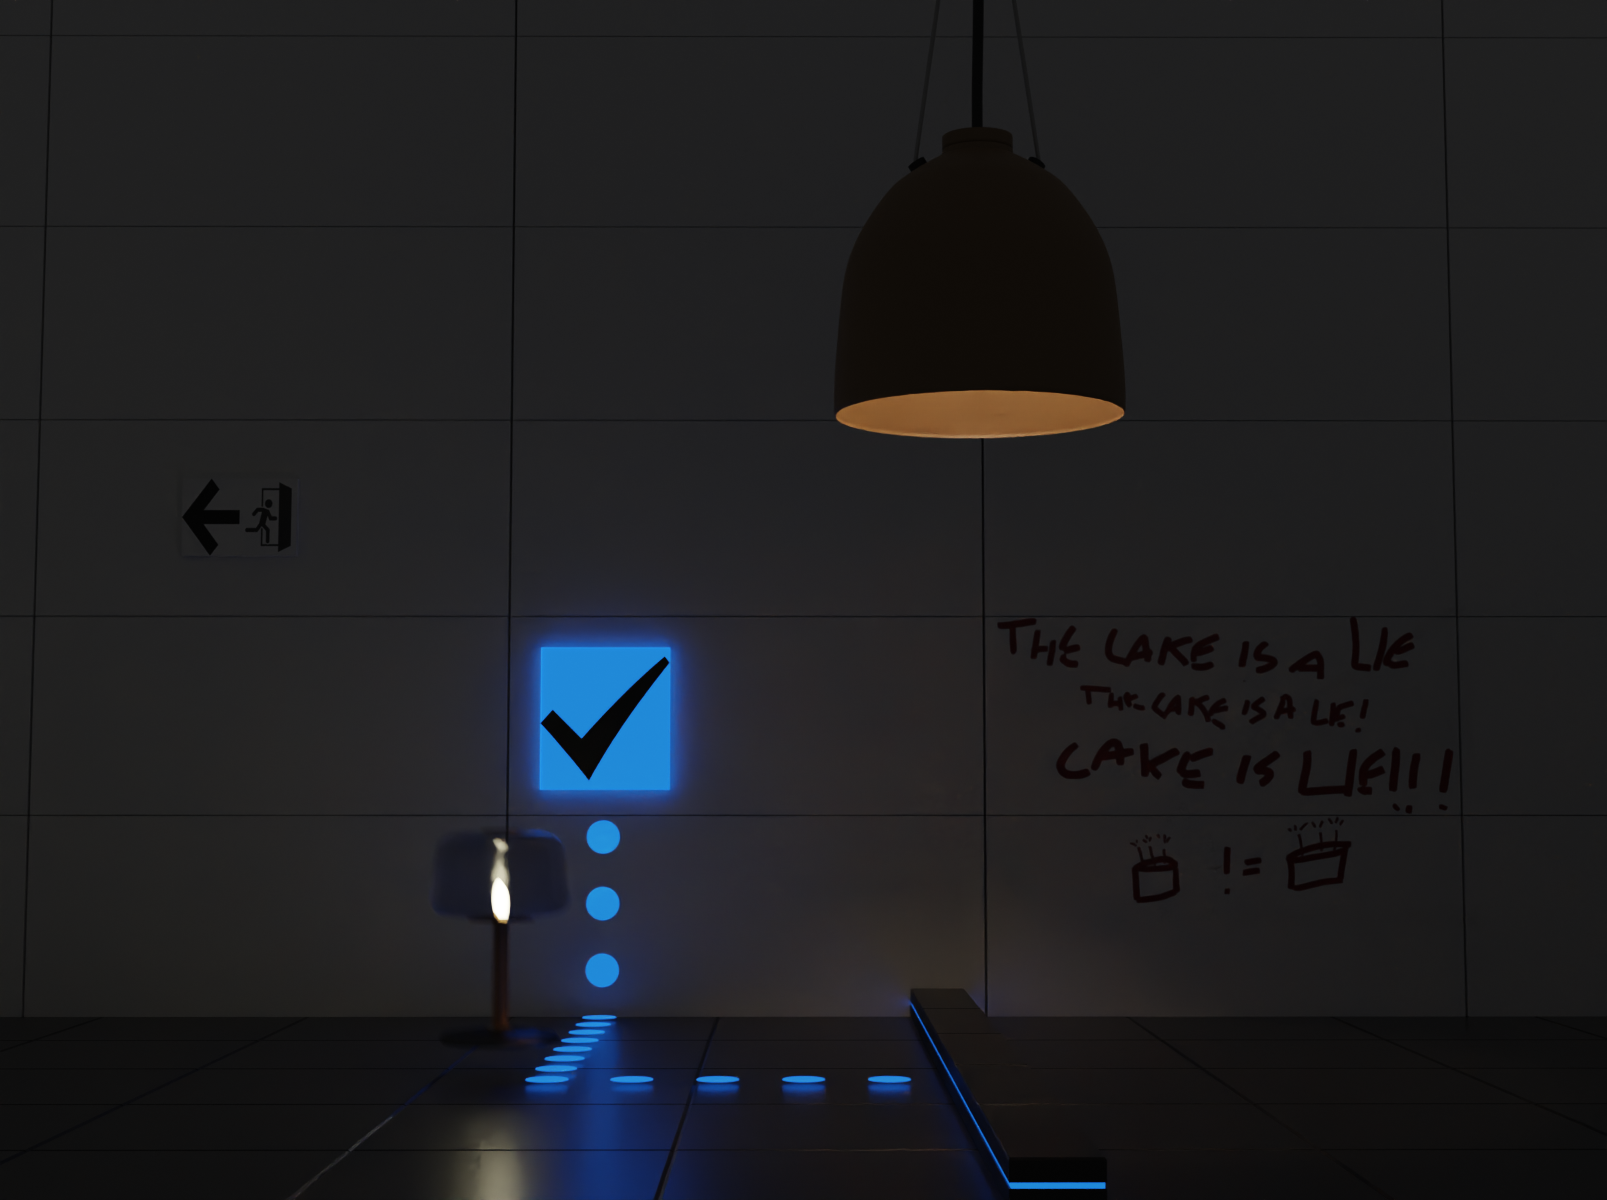 THE CAKE IS A LIE
THE CAKE IS A LIE!
CAKE IS LIE!!!
!=